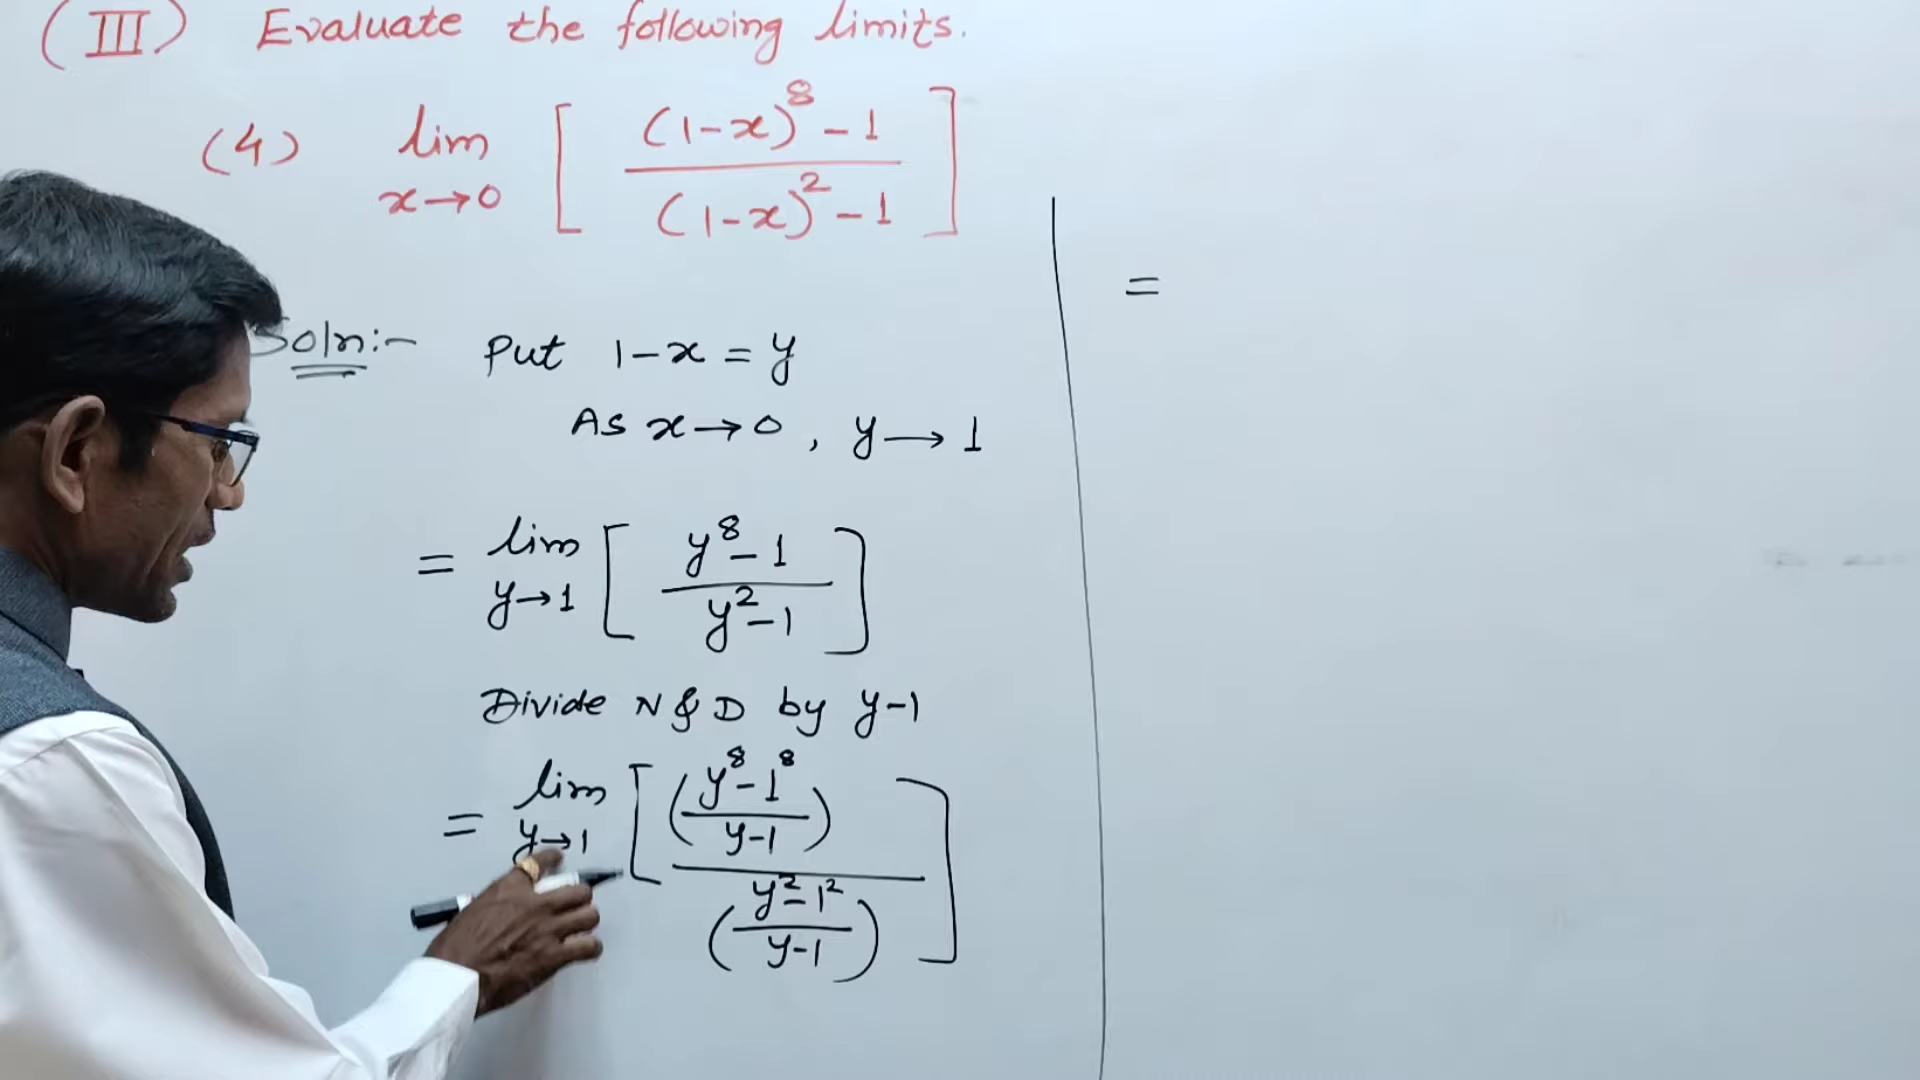 (III) Evaluate the following limits.
(4) lim x→0 [ ((1-x)^8 - 1) / ((1-x)^2 - 1) ]
Soln:- Put 1-x = y
As x→0 , y→1
= lim y→1 [ (y^8 - 1) / (y^2 - 1) ]
Divide N & D by y-1
= lim y→1 [ ((y^8 - 1^8) / (y-1)) / ((y^2 - 1^2) / (y-1)) ]
=